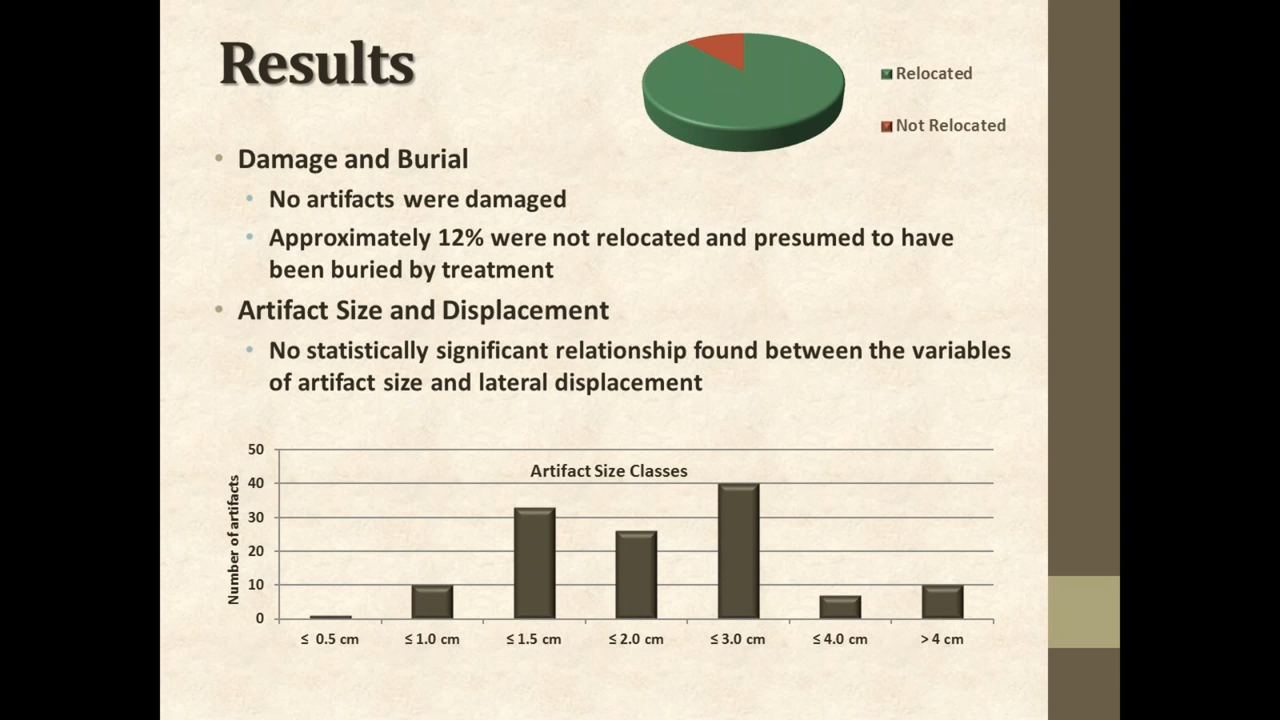 Results
Relocated
Not Relocated
• Damage and Burial
• No artifacts were damaged
• Approximately 12% were not relocated and presumed to have
been buried by treatment
• Artifact Size and Displacement
• No statistically significant relationship found between the variables
of artifact size and lateral displacement
Artifact Size Classes
Number of artifacts
50
40
30
20
10
0
≤ 0.5 cm ≤ 1.0 cm ≤ 1.5 cm ≤ 2.0 cm ≤ 3.0 cm ≤ 4.0 cm > 4 cm